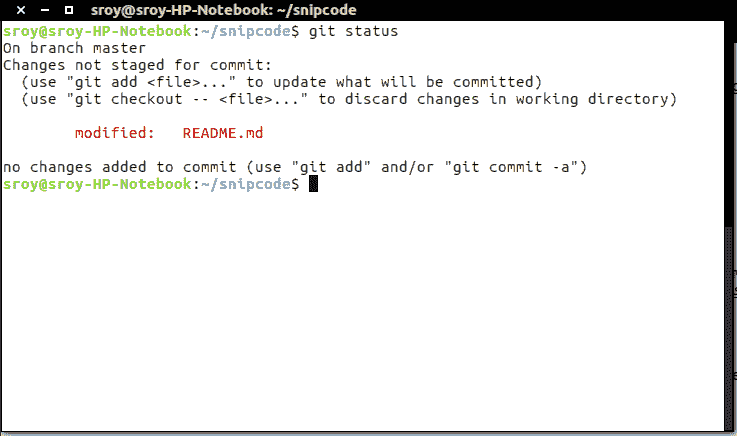 sroy@sroy-HP-Notebook: ~/snipcode
sroy@sroy-HP-Notebook:~/snipcode$ git status
On branch master
Changes not staged for commit:
  (use "git add <file>..." to update what will be committed)
  (use "git checkout -- <file>..." to discard changes in working directory)
        modified:   README.md
no changes added to commit (use "git add" and/or "git commit -a")
sroy@sroy-HP-Notebook:~/snipcode$